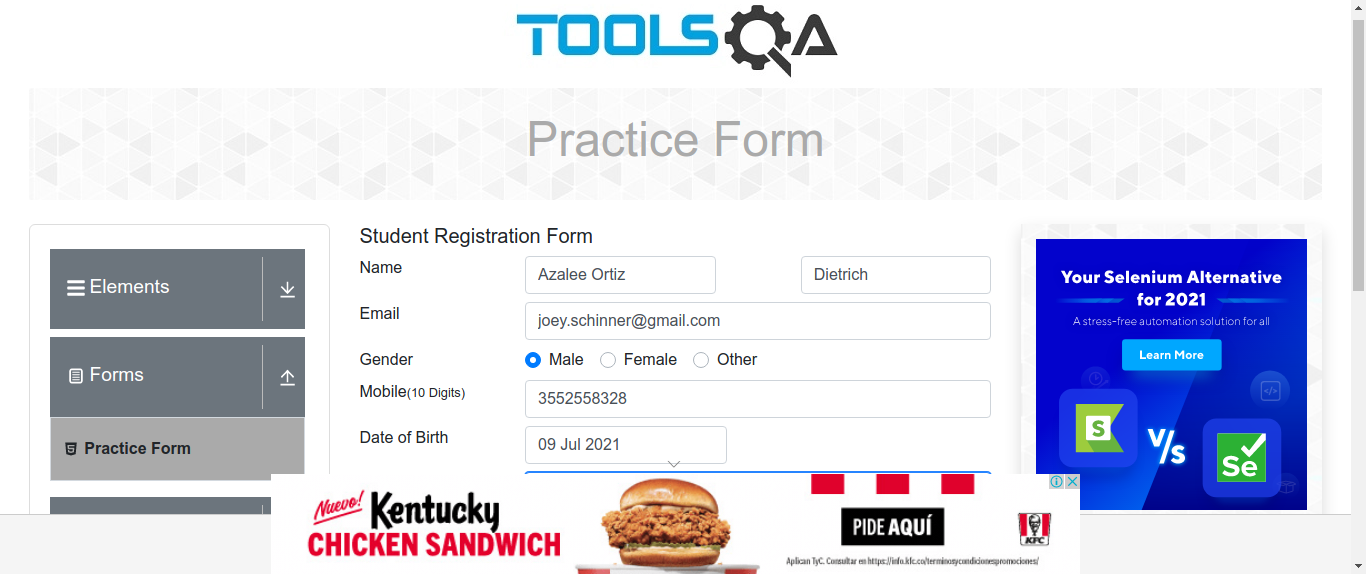 TOOLSQA
Practice Form
Elements
Forms
Practice Form
Student Registration Form
Name
Azalee Ortiz
Dietrich
Email
joey.schinner@gmail.com
Gender
Male
Female
Other
Mobile(10 Digits)
3552558328
Date of Birth
09 Jul 2021
Your Selenium Alternative
for 2021
A stress-free automation solution for all
Learn More
S
V/s
Se
Nuevo!
Kentucky
CHICKEN SANDWICH
PIDE AQUÍ
KFC
Aplican TyC. Consultar en https://info.kfc.co/terminosycondicionespromociones/